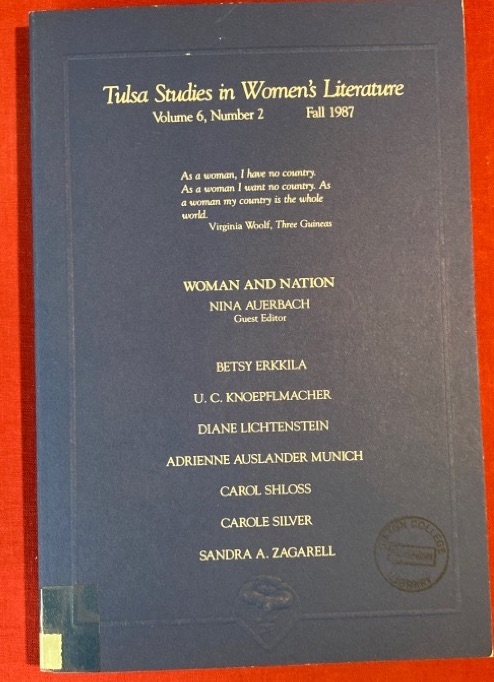 Tulsa Studies in Women's Literature
Volume 6, Number 2 Fall 1987
As a woman, I have no country.
As a woman I want no country. As
a woman my country is the whole
world.
Virginia Woolf, Three Guineas
WOMAN AND NATION
NINA AUERBACH
Guest Editor
BETSY ERKKILA
U. C. KNOEPFLMACHER
DIANE LICHTENSTEIN
ADRIENNE AUSLANDER MUNICH
CAROL SHLOSS
CAROLE SILVER
SANDRA A. ZAGARELL
COLLEGE
LIBRARY